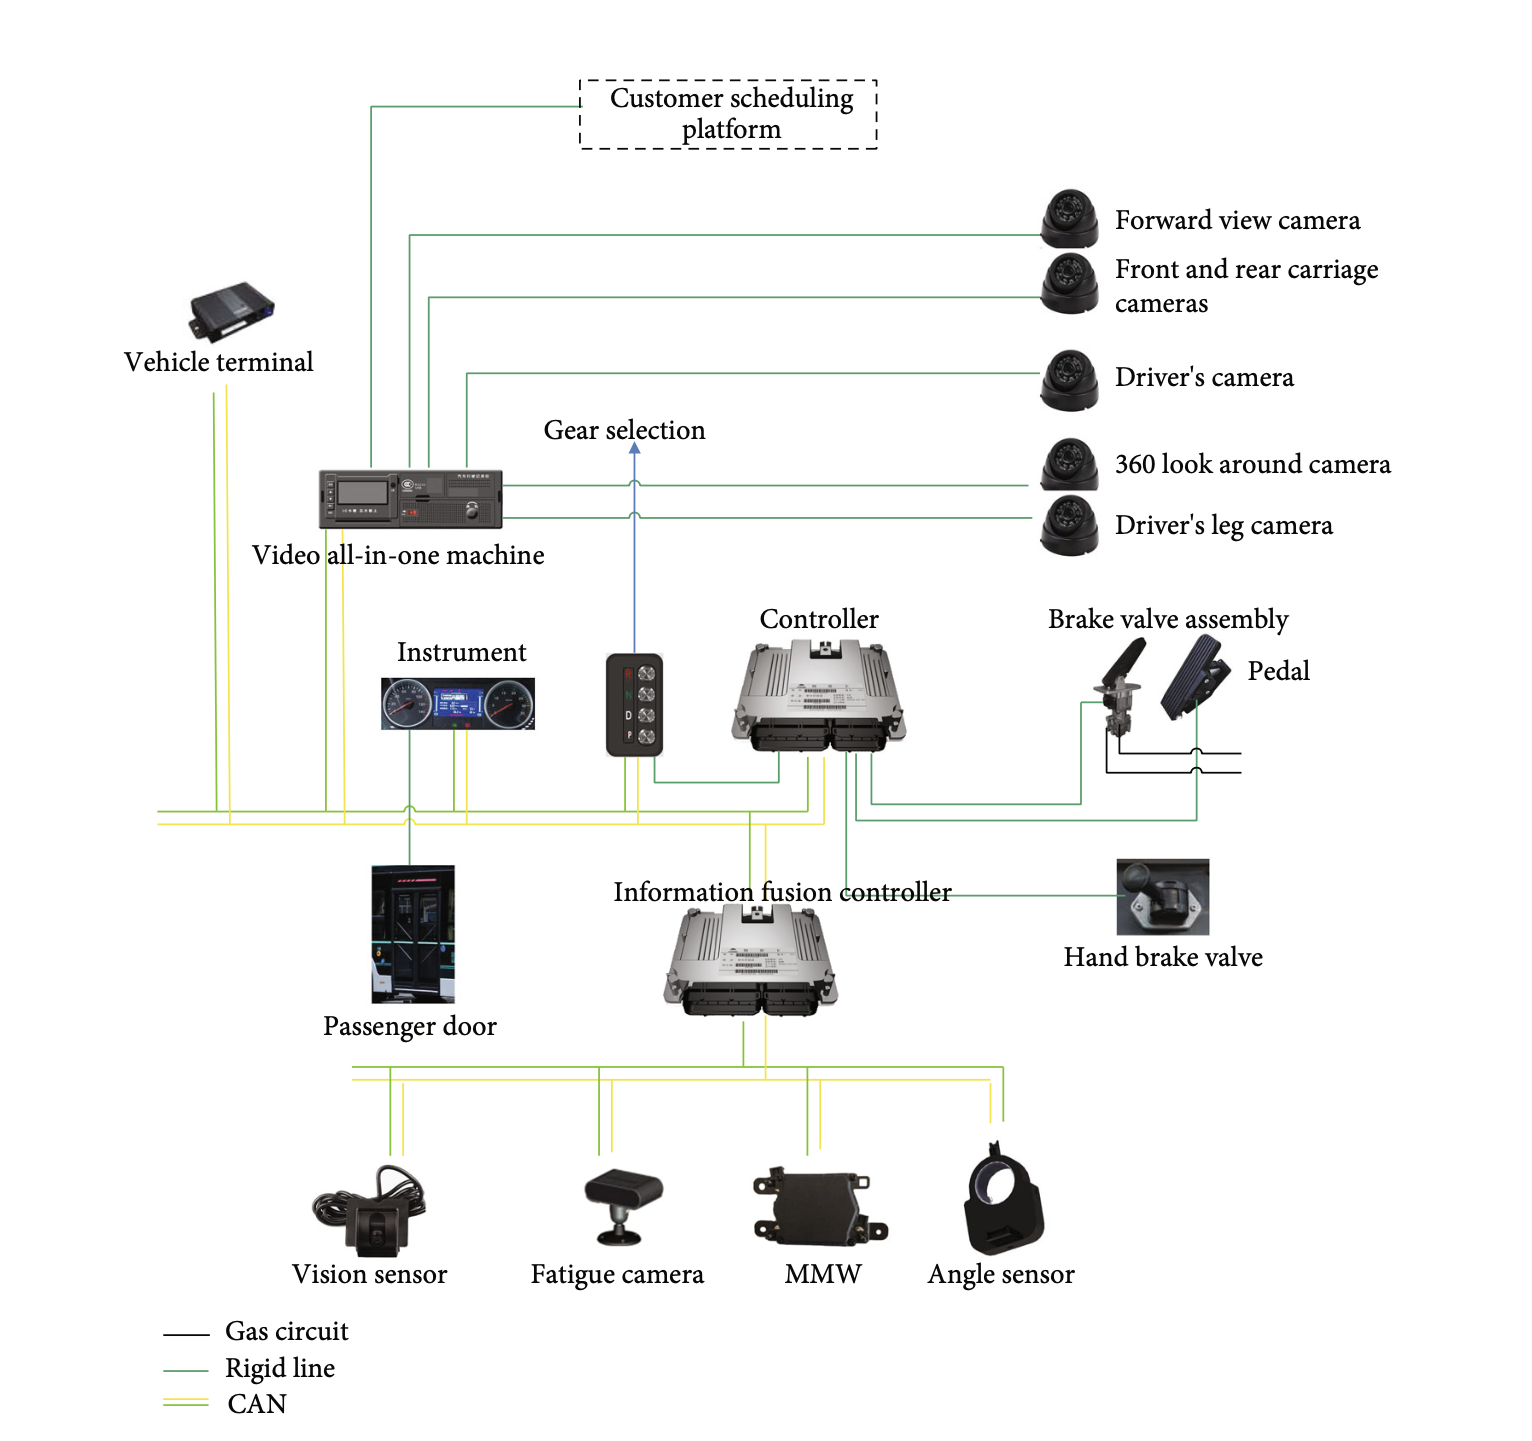 Customer scheduling
platform
Forward view camera
Front and rear carriage
cameras
Vehicle terminal
Driver's camera
Gear selection
360 look around camera
Driver's leg camera
Video all-in-one machine
Controller
Brake valve assembly
Instrument
Pedal
D
P
Information fusion controller
Hand brake valve
Passenger door
Vision sensor
Fatigue camera
MMW
Angle sensor
Gas circuit
Rigid line
CAN